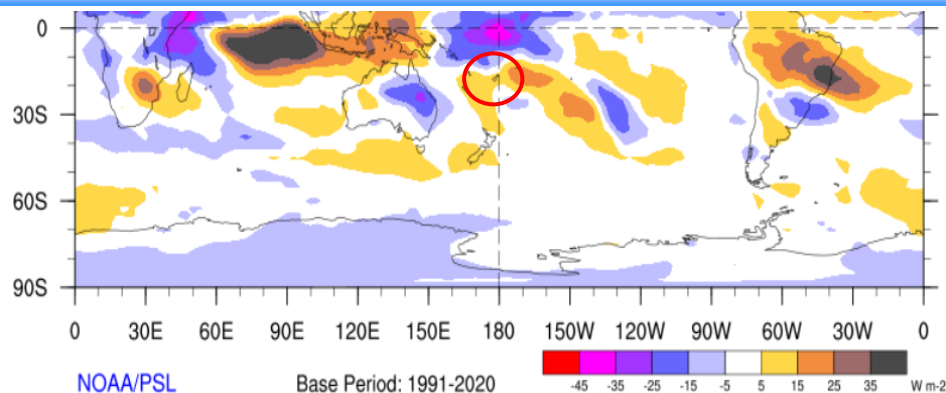 0
30S
60S
90S
0 30E 60E 90E 120E 150E 180 150W 120W 90W 60W 30W 0
-45 -35 -25 -15 -5 5 15 25 35 W m-2
NOAA/PSL Base Period: 1991-2020